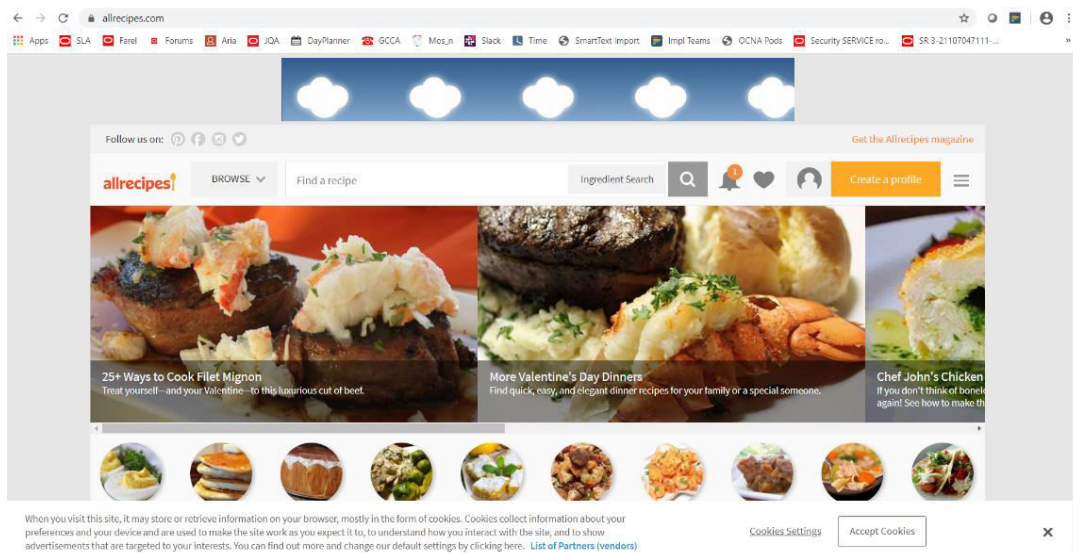 allrecipes.com
Apps SLA Farel Forums Aria JQA DayPlanner GCCA Mos_n Slack Time SmartText Import Impl Teams OCNA Pods Security SERVICE ro... SR 3-21107047111-... »
Follow us on: Get the Allrecipes magazine
allrecipes BROWSE Find a recipe Ingredient Search 1 Create a profile
25+ Ways to Cook Filet Mignon
Treat yourself—and your Valentine—to this luxurious cut of beef.
More Valentine's Day Dinners
Find quick, easy, and elegant dinner recipes for your family or a special someone.
Chef John's Chicken
If you don't think of bonele
again! See how to make th
When you visit this site, it may store or retrieve information on your browser, mostly in the form of cookies. Cookies collect information about your
preferences and your device and are used to make the site work as you expect it to, to understand how you interact with the site, and to show
advertisements that are targeted to your interests. You can find out more and change our default settings by clicking here. List of Partners (vendors)
Cookies Settings Accept Cookies